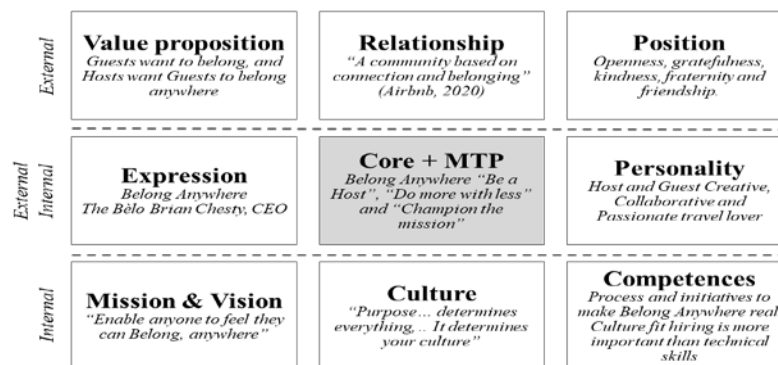 External
Value proposition
Guests want to belong, and
Hosts want Guests to belong
anywhere
Relationship
"A community based on
connection and belonging"
(Airbnb, 2020)
Position
Openness, gratefulness,
kindness, fraternity and
friendship.
External
Internal
Expression
Belong Anywhere
The Bèlo Brian Chesty, CEO
Core + MTP
Belong Anywhere "Be a
Host", "Do more with less"
and "Champion the
mission"
Personality
Host and Guest Creative,
Collaborative and
Passionate travel lover
Internal
Mission & Vision
"Enable anyone to feel they
can Belong, anywhere"
Culture
"Purpose… determines
everything, .. It determines
your culture"
Competences
Process and initiatives to
make Belong Anywhere real
Culture fit hiring is more
important than technical
skills